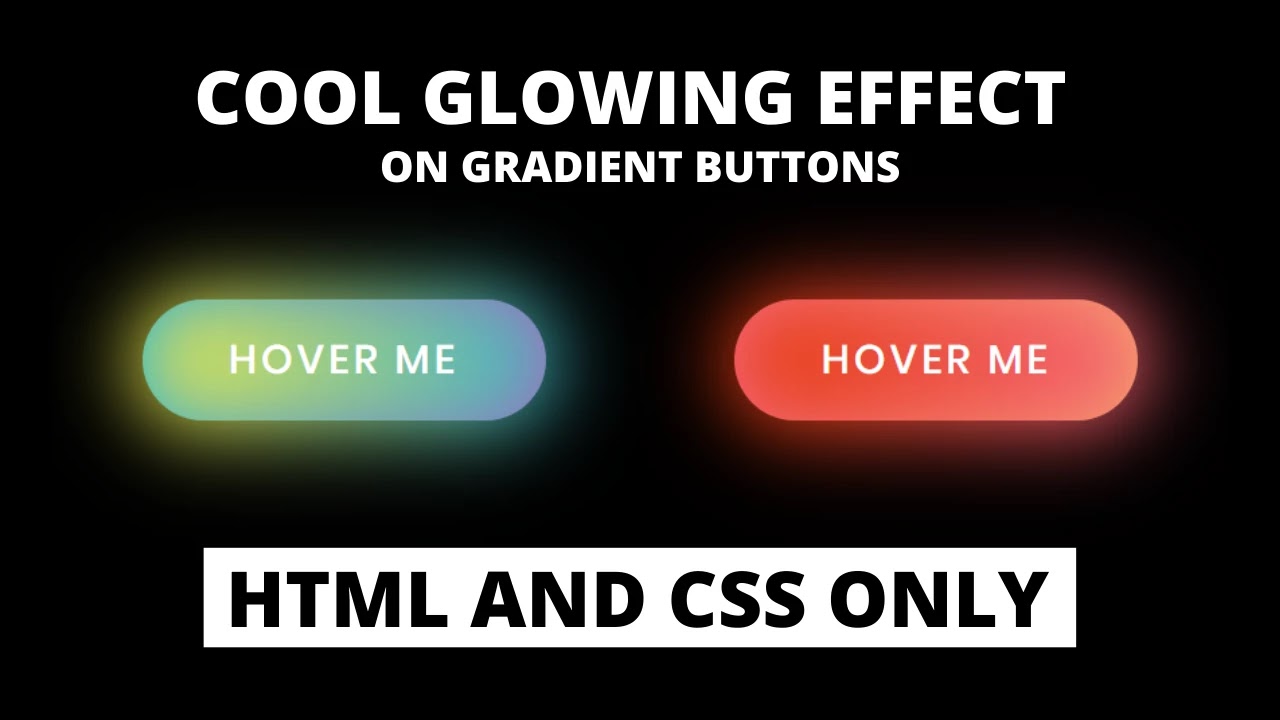 COOL GLOWING EFFECT
ON GRADIENT BUTTONS
HOVER ME
HOVER ME
HTML AND CSS ONLY